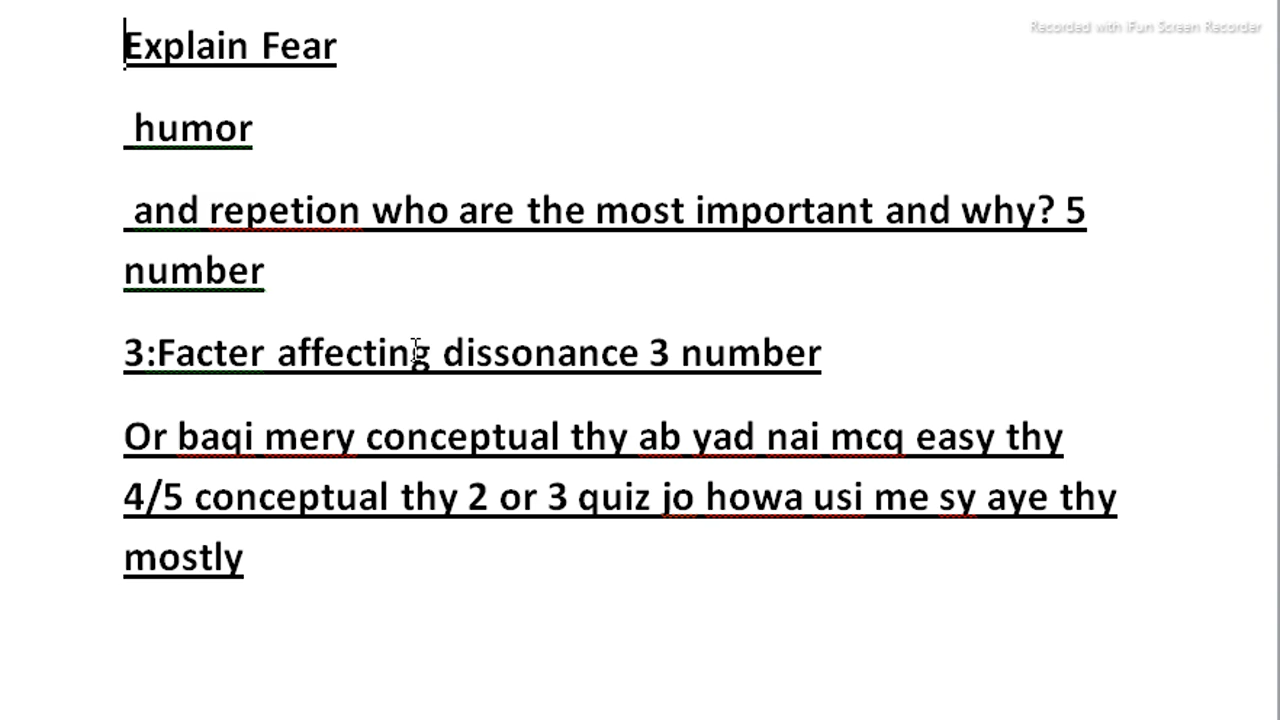 Recorded with iFun Screen Recorder
Explain Fear
humor
and repetion who are the most important and why? 5
number
3:Facter affecting dissonance 3 number
Or baqi mery conceptual thy ab yad nai mcq easy thy
4/5 conceptual thy 2 or 3 quiz jo howa usi me sy aye thy
mostly